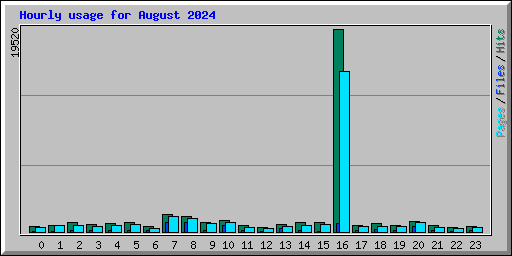 Hourly usage for August 2024
19520
Pages/Files/Hits
0 1 2 3 4 5 6 7 8 9 10 11 12 13 14 15 16 17 18 19 20 21 22 23